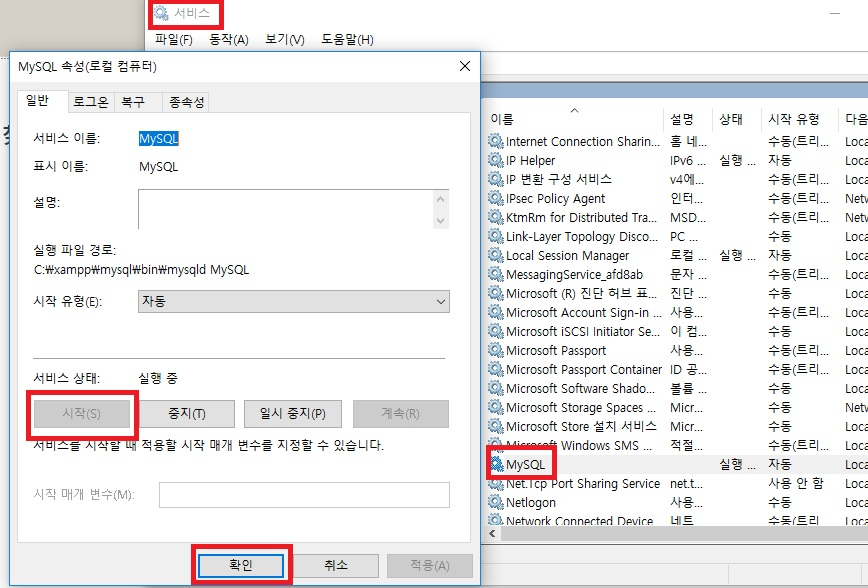 서비스
파일(F) 동작(A) 보기(V) 도움말(H)
MySQL 속성(로컬 컴퓨터)
일반 로그온 복구 종속성
서비스 이름: MySQL
표시 이름: MySQL
설명:
실행 파일 경로:
C:\xampp\mysql\bin\mysqld MySQL
시작 유형(E): 자동
서비스 상태: 실행 중
시작(S) 중지(T) 일시 중지(P) 계속(R)
서비스를 시작할 때 적용할 시작 매개 변수를 지정할 수 있습니다.
시작 매개 변수(M):
확인 취소 적용(A)
이름 설명 상태 시작 유형 다음
Internet Connection Sharin... 홈 네... 수동(트리... Loca
IP Helper IPv6 ... 실행 ... 자동 Loca
IP 변환 구성 서비스 v4에... 수동(트리... Loca
IPsec Policy Agent 인터... 수동(트리... Netw
KtmRm for Distributed Tra... MSD... 수동(트리... Netw
Link-Layer Topology Disco... PC ... 수동 Loca
Local Session Manager 로컬 ... 실행 ... 자동 Loca
MessagingService_afd8ab 문자 ... 수동(트리... Loca
Microsoft (R) 진단 허브 표... 진단 ... 수동 Loca
Microsoft Account Sign-in ... 사용... 수동(트리... Loca
Microsoft iSCSI Initiator Se... 이 컴... 수동 Loca
Microsoft Passport 사용... 수동(트리... Loca
Microsoft Passport Container ID 공... 수동(트리... Loca
Microsoft Software Shado... 볼륨 ... 수동 Loca
Microsoft Storage Spaces ... Micr... 수동 Netw
Microsoft Store 설치 서비스 Micr... 수동 Loca
Microsoft Windows SMS ... 적절... 수동(트리... Loca
MySQL 실행 ... 자동 Loca
Net.Tcp Port Sharing Service net.t... 사용 안 함 Loca
Netlogon 사용... 수동 Loca
Network Connected Device 네트 수동(트리... Loca